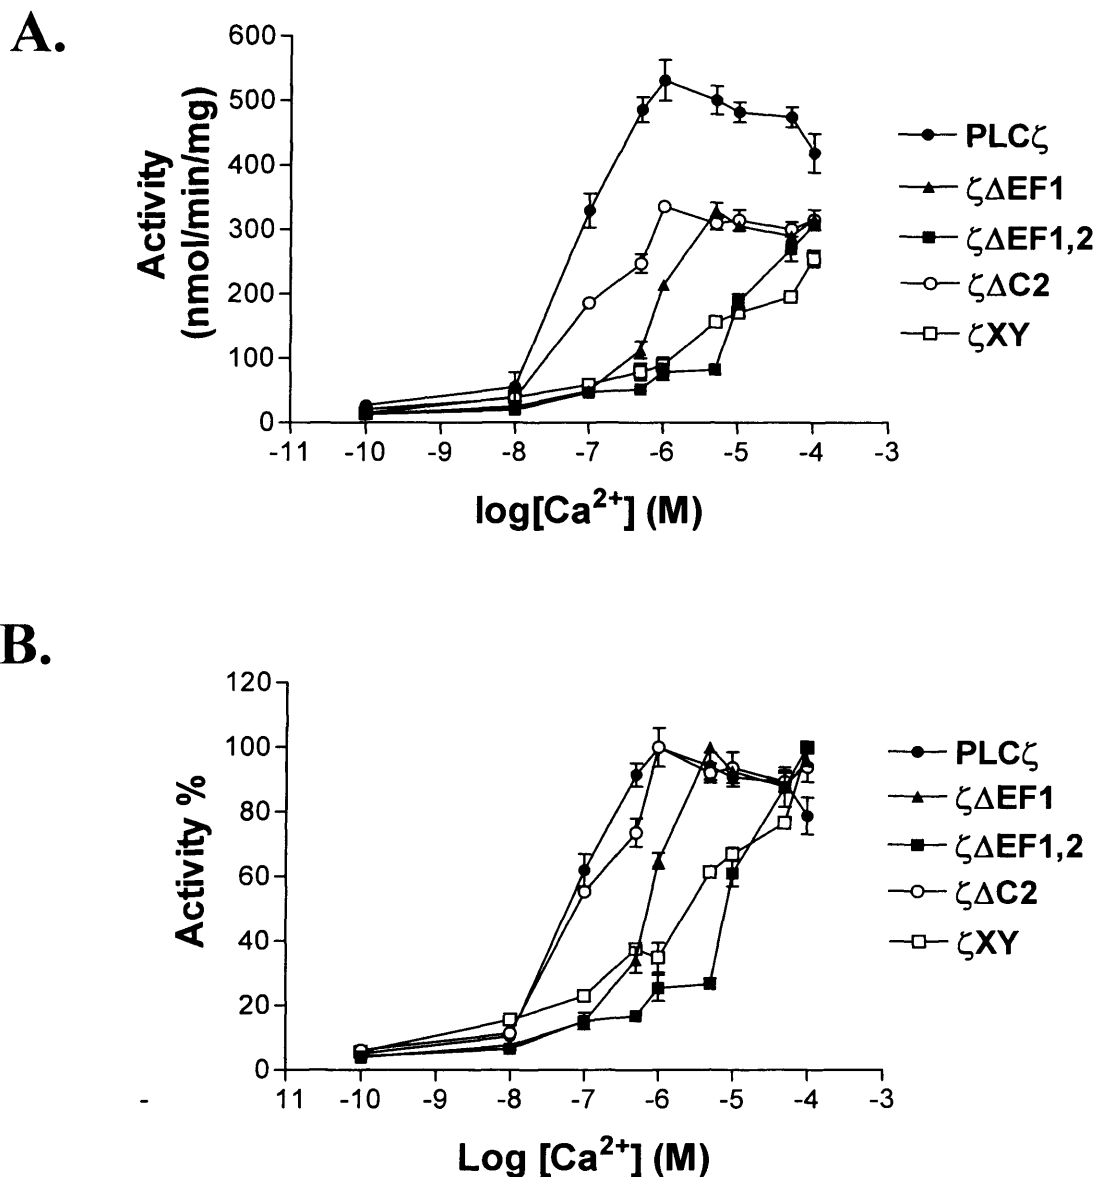 A.
600
500
400
300
200
100
0
Activity
(nmol/min/mg)
-11 -10 -9 -8 -7 -6 -5 -4 -3
log[Ca2+] (M)
PLCζ
ζΔEF1
ζΔEF1,2
ζΔC2
ζXY
B.
120
100
80
60
40
20
0
Activity %
- 11 -10 -9 -8 -7 -6 -5 -4 -3
Log [Ca2+] (M)
PLCζ
ζΔEF1
ζΔEF1,2
ζΔC2
ζXY